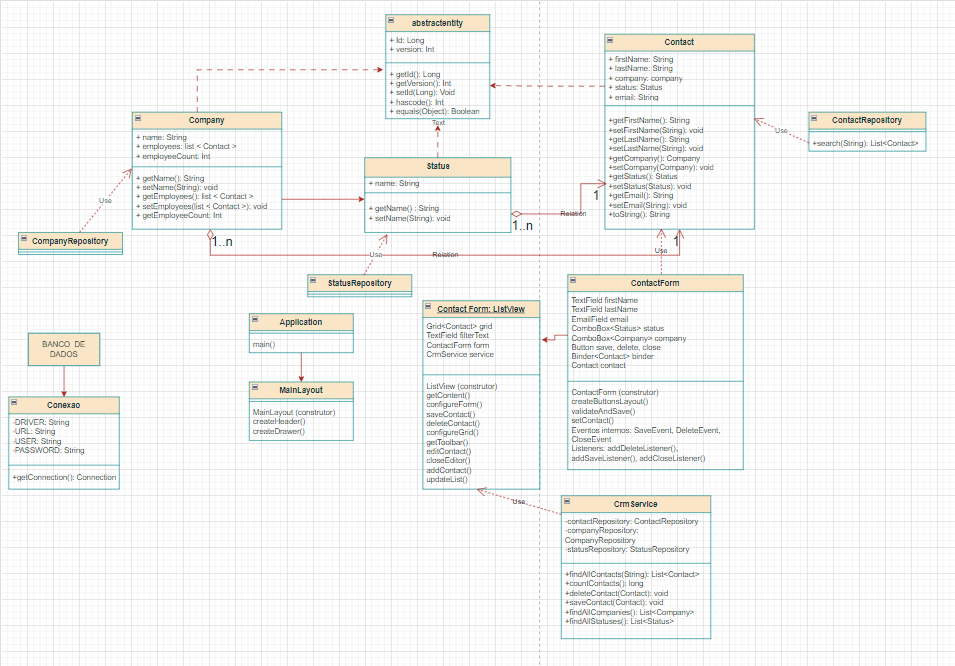 abstractentity
+ Id: Long
+ version: Int
+ getId(): Long
+ getVersion(): Int
+ setId(Long): Void
+ hascode(): Int
+ equals(Object): Boolean
Text
Contact
+ firstName: String
+ lastName: String
+ company: company
+ status: Status
+ email: String
+getFirstName(): String
+setFirstName(String): void
+getLastName(): String
+setLastName(String): void
+getCompany(): Company
+setCompany(Company): void
+getStatus(): Status
+setStatus(Status): void
+getEmail(): String
+setEmail(String): void
+toString(): String
ContactRepository
+search(String): List<Contact>
Use
Company
+ name: String
+ employees: list < Contact >
+ employeeCount: Int
+ getName(): String
+ setName(String): void
+ getEmployees(): list < Contact >
+ setEmployees(list < Contact >); void
+ getEmployeeCount: Int
Status
+ name: String
+ getName() : String
+ setName(String): void
1
Relation
1..n
Use
CompanyRepository
1..n
Relation
1
Use
Use
StatusRepository
Application
main()
MainLayout
MainLayout (construtor)
createHeader()
createDrawer()
BANCO DE
DADOS
Conexao
-DRIVER: String
-URL: String
-USER: String
-PASSWORD: String
+getConnection(): Connection
Contact Form: ListView
Grid<Contact> grid
TextField filterText
ContactForm form
CrmService service
ListView (construtor)
getContent()
configureForm()
saveContact()
deleteContact()
configureGrid()
getToolbar()
editContact()
closeEditor()
addContact()
updateList()
ContactForm
TextField firstName
TextField lastName
EmailField email
ComboBox<Status> status
ComboBox<Company> company
Button save, delete, close
Binder<Contact> binder
Contact contact
ContactForm (construtor)
createButtonsLayout()
validateAndSave()
setContact()
Eventos internos: SaveEvent, DeleteEvent,
CloseEvent
Listeners: addDeleteListener(),
addSaveListener(), addCloseListener()
Use
CrmService
-contactRepository: ContactRepository
-companyRepository:
CompanyRepository
-statusRepository: StatusRepository
+findAllContacts(String): List<Contact>
+countContacts(): long
+deleteContact(Contact): void
+saveContact(Contact): void
+findAllCompanies(): List<Company>
+findAllStatuses(): List<Status>